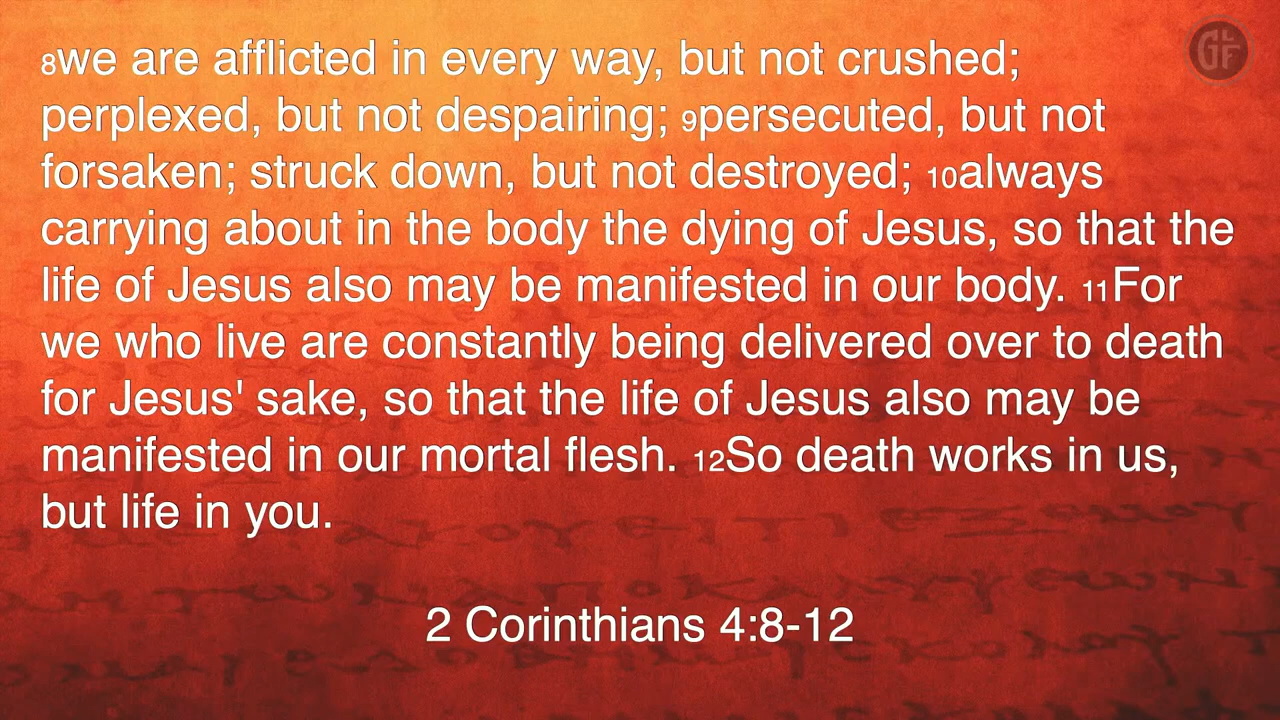 8we are afflicted in every way, but not crushed;
perplexed, but not despairing; 9persecuted, but not
forsaken; struck down, but not destroyed; 10always
carrying about in the body the dying of Jesus, so that the
life of Jesus also may be manifested in our body. 11For
we who live are constantly being delivered over to death
for Jesus' sake, so that the life of Jesus also may be
manifested in our mortal flesh. 12So death works in us,
but life in you.
2 Corinthians 4:8-12